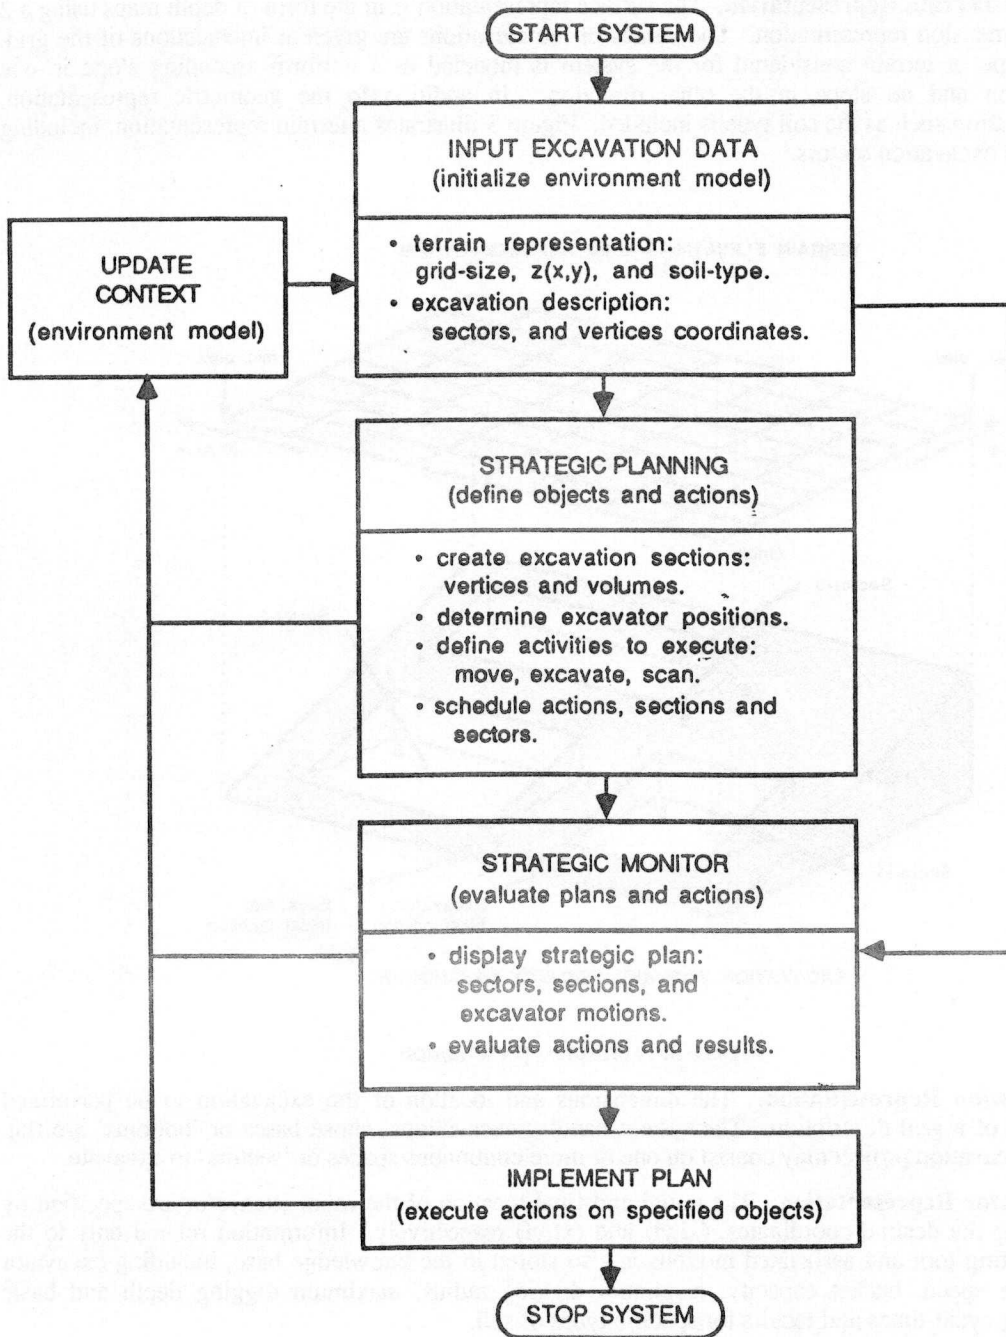 START SYSTEM
INPUT EXCAVATION DATA
(initialize environment model)
• terrain representation:
grid-size, z(x,y), and soil-type.
• excavation description:
sectors, and vertices coordinates.
UPDATE
CONTEXT
(environment model)
STRATEGIC PLANNING
(define objects and actions)
• create excavation sections:
vertices and volumes.
• determine excavator positions.
• define activities to execute:
move, excavate, scan.
• schedule actions, sections and
sectors.
STRATEGIC MONITOR
(evaluate plans and actions)
• display strategic plan:
sectors, sections, and
excavator motions.
• evaluate actions and results.
IMPLEMENT PLAN
(execute actions on specified objects)
STOP SYSTEM